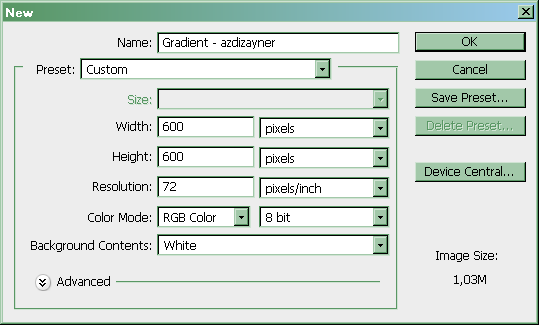 New
Name: Gradient - azdizayner
OK
Preset: Custom
Cancel
Size:
Save Preset...
Width: 600 pixels
Delete Preset...
Height: 600 pixels
Resolution: 72 pixels/inch
Device Central...
Color Mode: RGB Color 8 bit
Background Contents: White
Image Size:
1,03M
Advanced